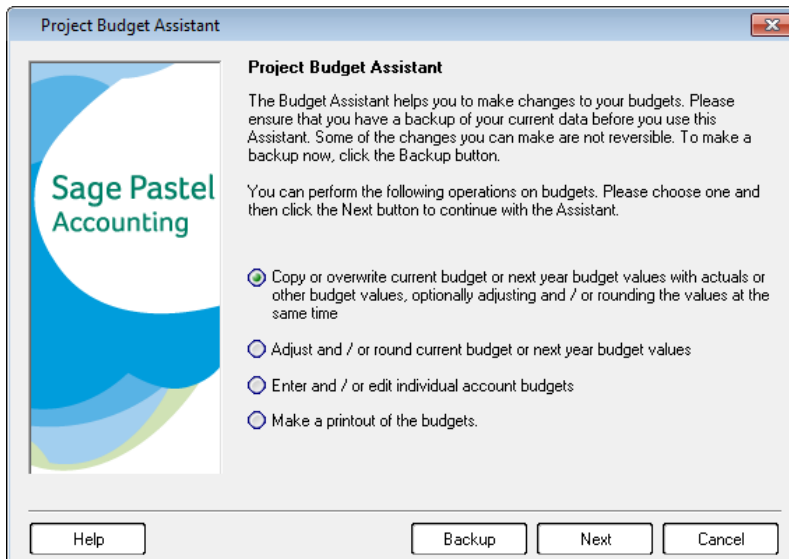 Project Budget Assistant
Project Budget Assistant
The Budget Assistant helps you to make changes to your budgets. Please
ensure that you have a backup of your current data before you use this
Assistant. Some of the changes you can make are not reversible. To make a
backup now, click the Backup button.
You can perform the following operations on budgets. Please choose one and
then click the Next button to continue with the Assistant.
Sage Pastel
Accounting
Copy or overwrite current budget or next year budget values with actuals or
other budget values, optionally adjusting and / or rounding the values at the
same time
Adjust and / or round current budget or next year budget values
Enter and / or edit individual account budgets
Make a printout of the budgets.
Help
Backup
Next
Cancel